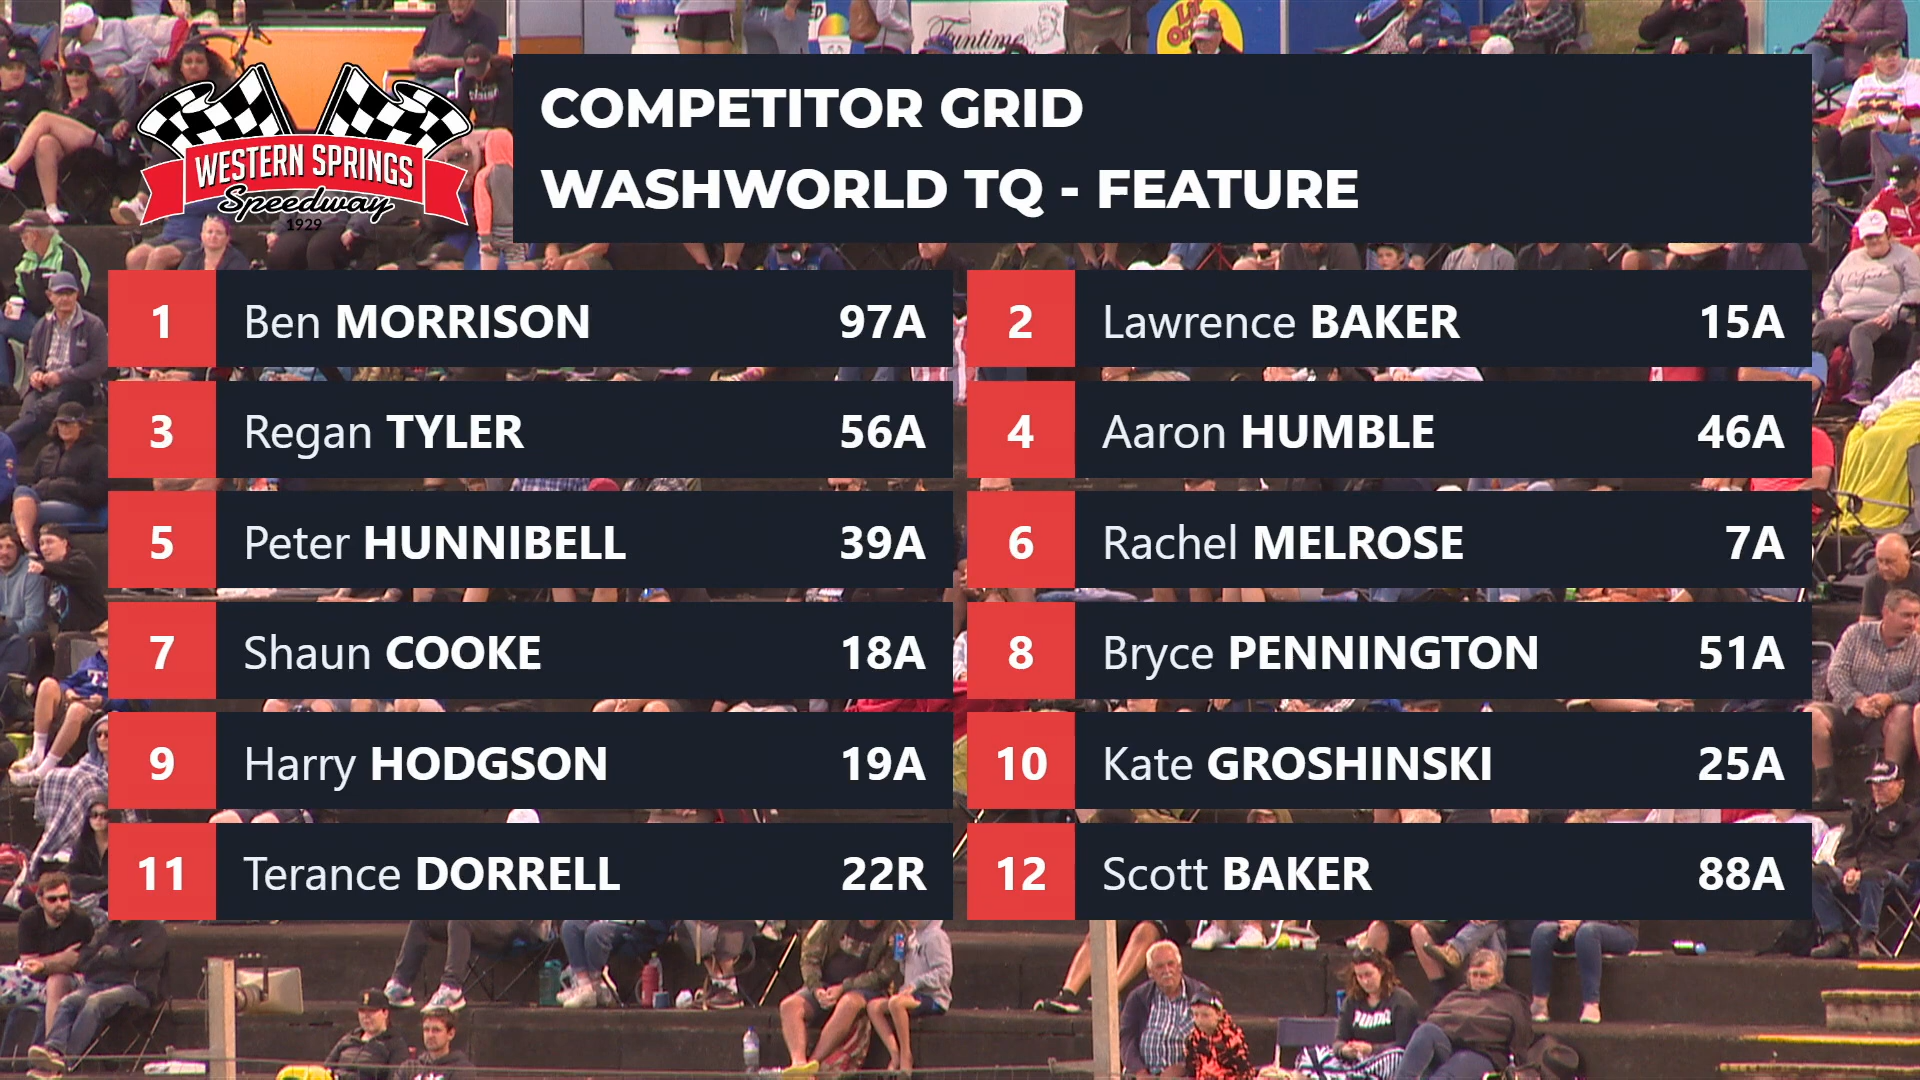 Funtime
WESTERN SPRINGS
Speedway
1929
COMPETITOR GRID
WASHWORLD TQ - FEATURE
1 Ben MORRISON 97A
2 Lawrence BAKER 15A
3 Regan TYLER 56A
4 Aaron HUMBLE 46A
5 Peter HUNNIBELL 39A
6 Rachel MELROSE 7A
7 Shaun COOKE 18A
8 Bryce PENNINGTON 51A
9 Harry HODGSON 19A
10 Kate GROSHINSKI 25A
11 Terance DORRELL 22R
12 Scott BAKER 88A
PUMA